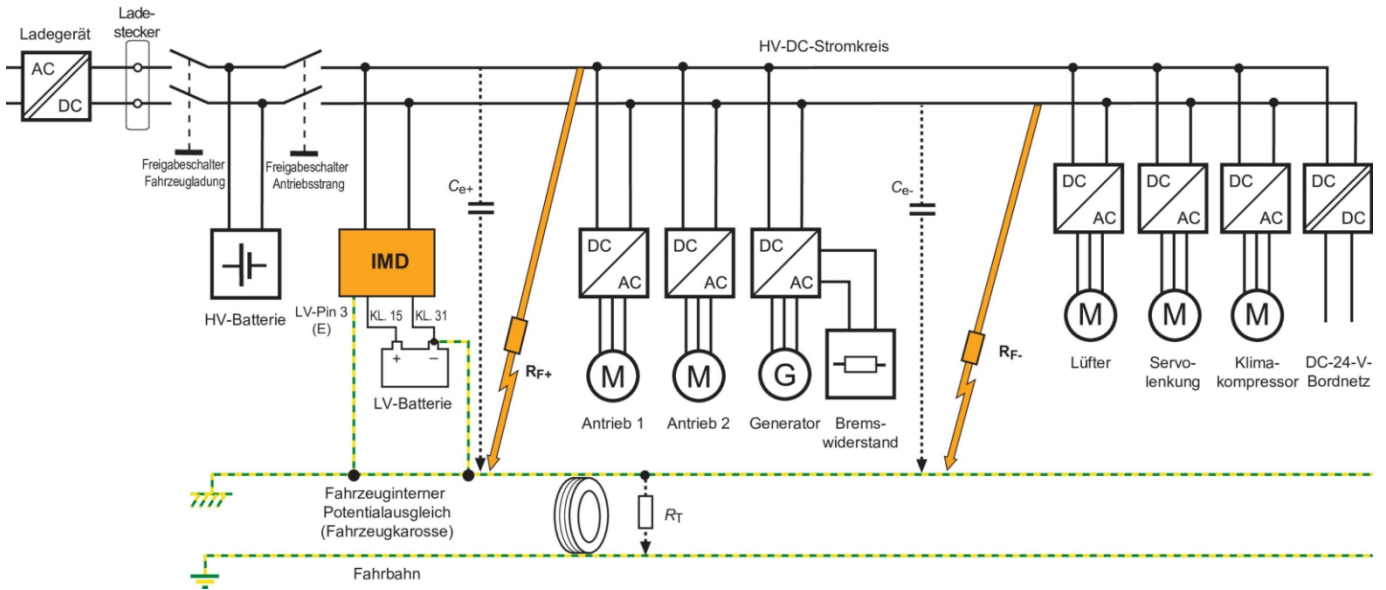 Lade-
stecker
Ladegerät
AC
DC
HV-DC-Stromkreis
Freigabeschalter
Fahrzeugladung
Freigabeschalter
Antriebsstrang
Ce+
Ce-
HV-Batterie
IMD
LV-Pin 3
(E)
KL. 15
KL. 31
+
–
LV-Batterie
RF+
DC
AC
M
Antrieb 1
DC
AC
M
Antrieb 2
DC
AC
G
Generator
Brems-
widerstand
RF-
DC
AC
M
Lüfter
DC
AC
M
Servo-
lenkung
DC
AC
M
Klima-
kompressor
DC
DC
DC-24-V-
Bordnetz
Fahrzeuginterner
Potentialausgleich
(Fahrzeugkarosse)
RT
Fahrbahn